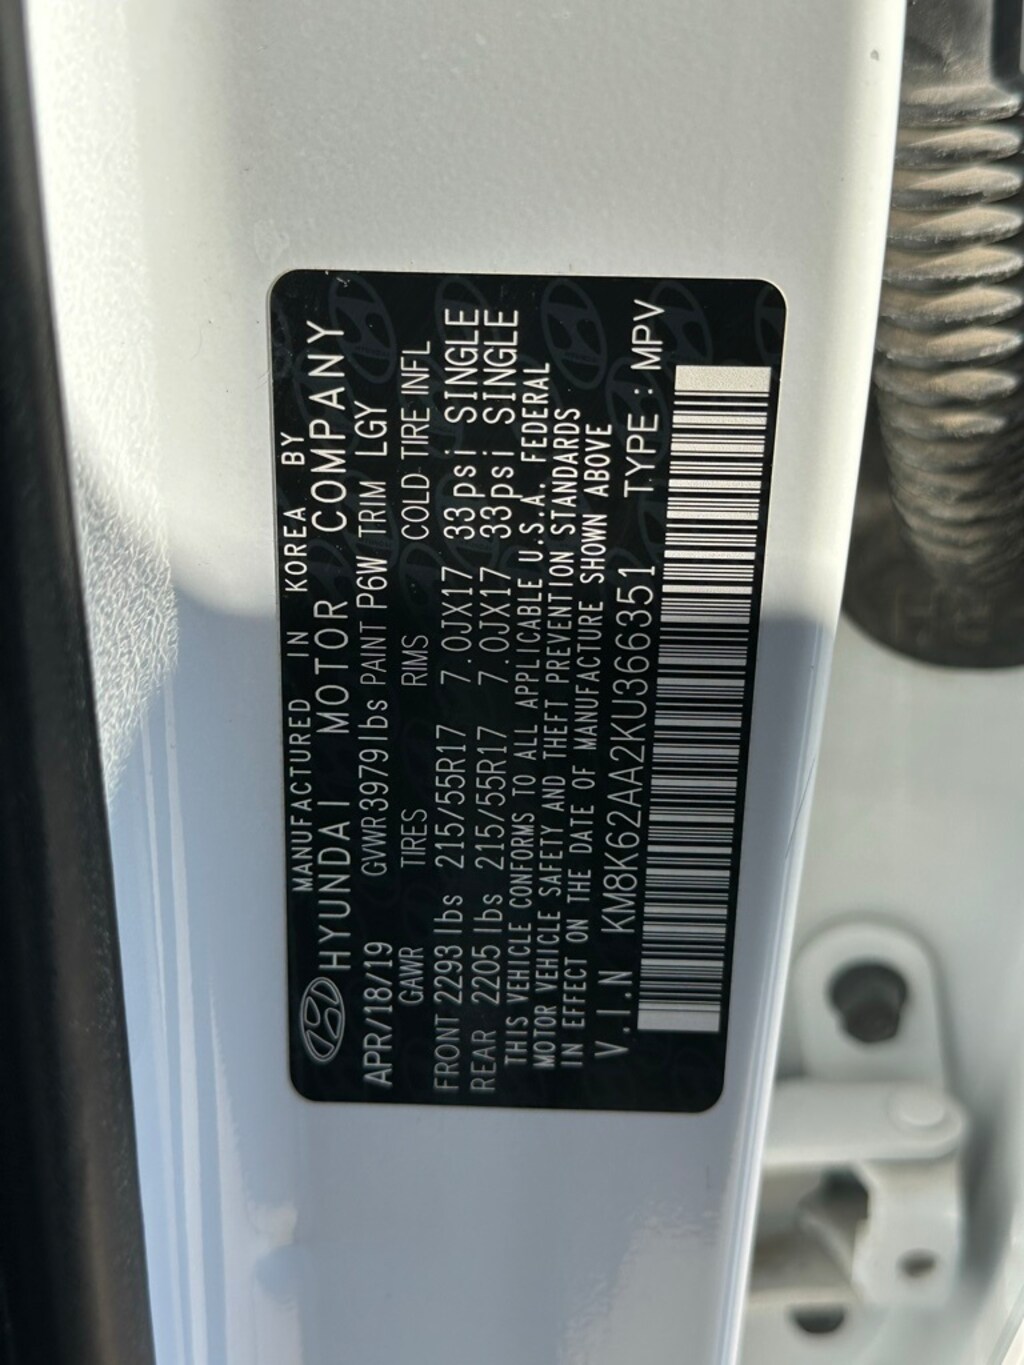 MANUFACTURED IN KOREA BY
HYUNDAI MOTOR COMPANY
APR/18/19 GVWR3979lbs PAINT P6W TRIM LGY
GAWR TIRES RIMS COLD TIRE INFL
FRONT 2293 lbs 215/55R17 7.0JX17 33psi SINGLE
REAR 2205 lbs 215/55R17 7.0JX17 33psi SINGLE
THIS VEHICLE CONFORMS TO ALL APPLICABLE U.S.A. FEDERAL
MOTOR VEHICLE SAFETY AND THEFT PREVENTION STANDARDS
IN EFFECT ON THE DATE OF MANUFACTURE SHOWN ABOVE
V.I.N KM8K62AA2KU366351 TYPE : MPV